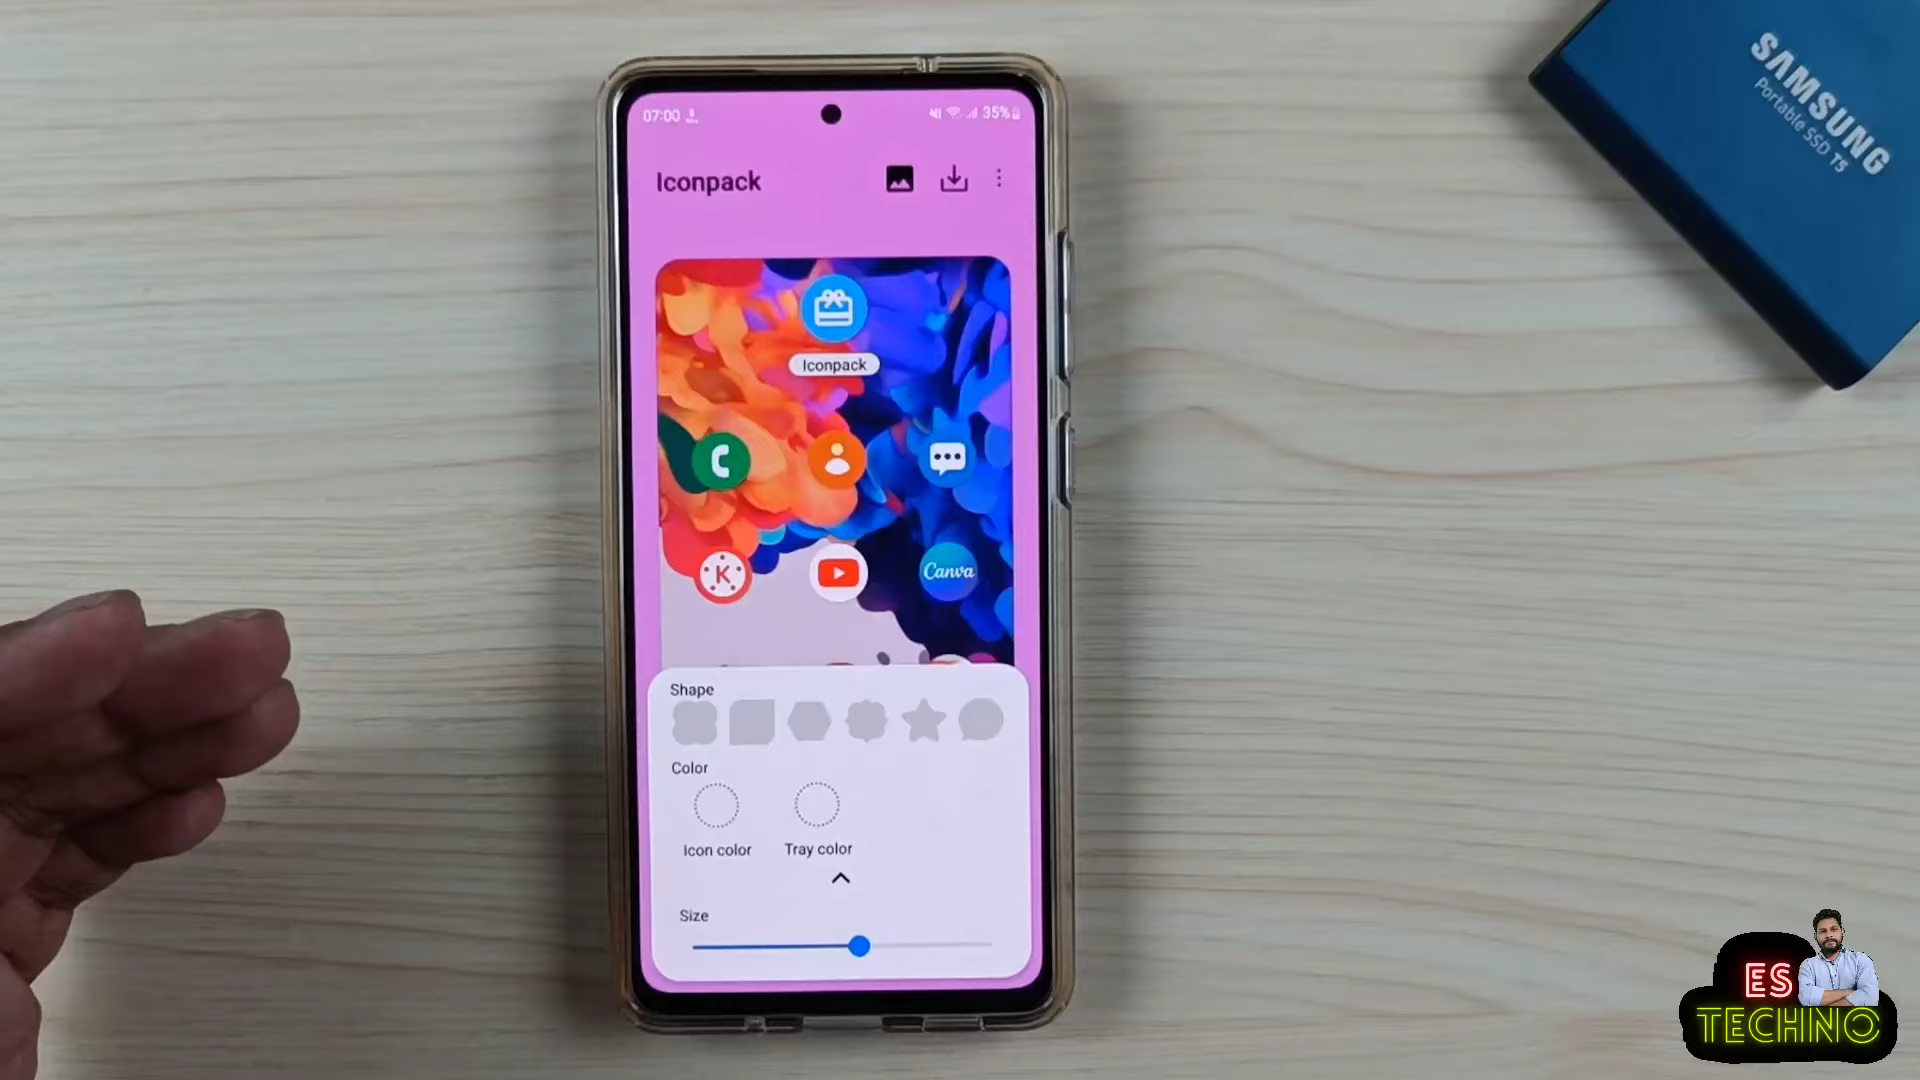 SAMSUNG
Portable SSD T5
07:00
35%
Iconpack
Iconpack
K
Canva
Shape
Color
Icon color
Tray color
Size
ES
TECHNO